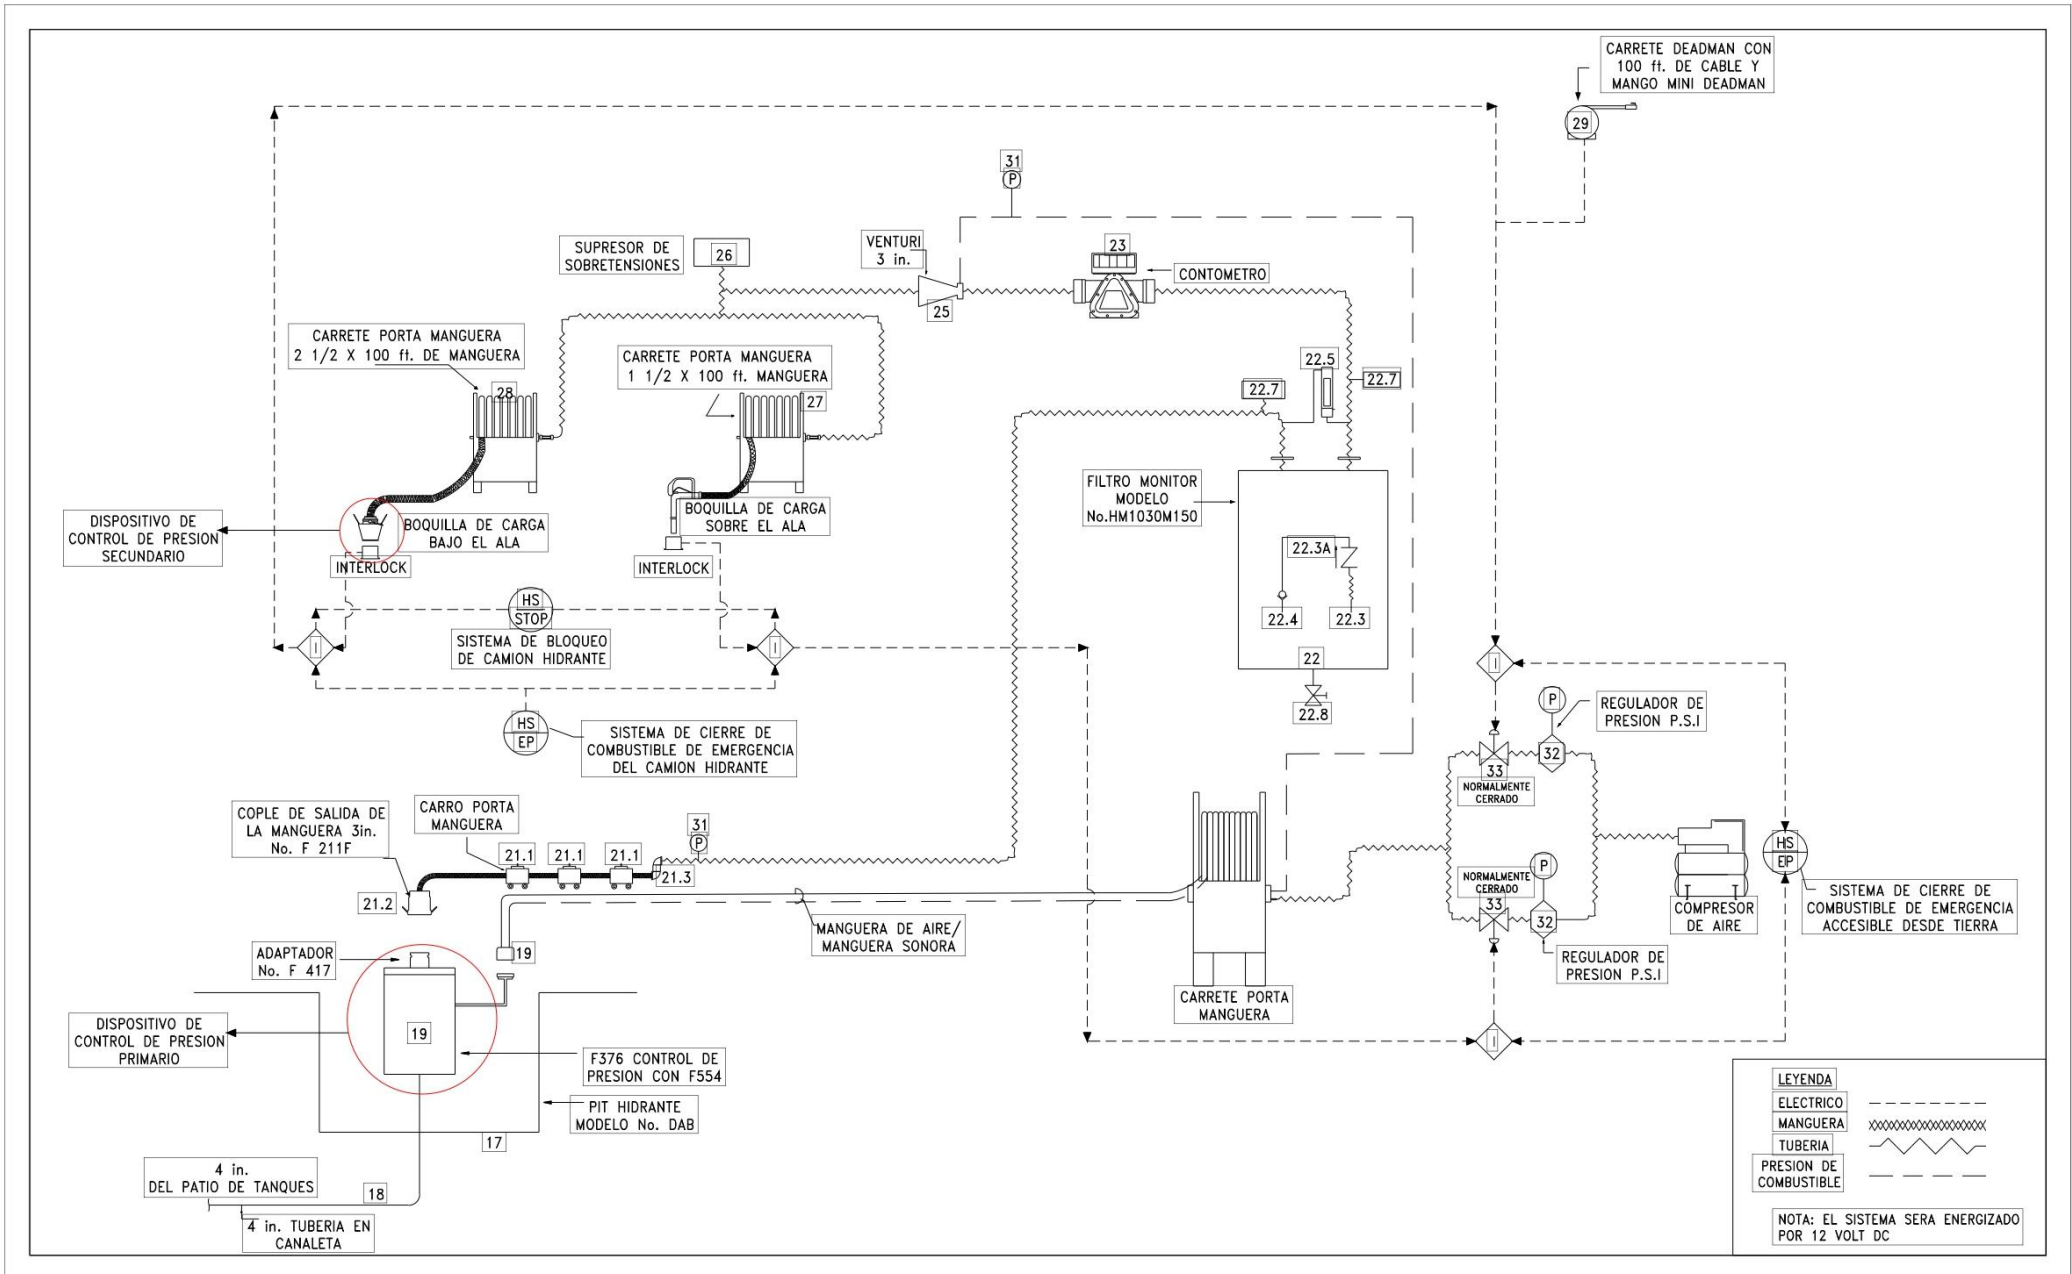 CARRETE DEADMAN CON
100 ft. DE CABLE Y
MANGO MINI DEADMAN
29
31
P
SUPRESOR DE
SOBRETENSIONES
26
VENTURI
3 in.
25
23
CONTOMETRO
CARRETE PORTA MANGUERA
2 1/2 X 100 ft. DE MANGUERA
28
CARRETE PORTA MANGUERA
1 1/2 X 100 ft. MANGUERA
27
22.5
22.7
22.7
FILTRO MONITOR
MODELO
No.HM1030M150
22.3A
22.4
22.3
22
22.8
DISPOSITIVO DE
CONTROL DE PRESION
SECUNDARIO
BOQUILLA DE CARGA
BAJO EL ALA
INTERLOCK
BOQUILLA DE CARGA
SOBRE EL ALA
INTERLOCK
HS
STOP
SISTEMA DE BLOQUEO
DE CAMION HIDRANTE
I
I
HS
EP
SISTEMA DE CIERRE DE
COMBUSTIBLE DE EMERGENCIA
DEL CAMION HIDRANTE
I
P
REGULADOR DE
PRESION P.S.I
32
33
NORMALMENTE
CERRADO
COPLE DE SALIDA DE
LA MANGUERA 3in.
No. F 211F
CARRO PORTA
MANGUERA
21.1
21.1
21.1
31
P
21.3
21.2
MANGUERA DE AIRE/
MANGUERA SONORA
CARRETE PORTA
MANGUERA
NORMALMENTE
CERRADO
33
P
32
REGULADOR DE
PRESION P.S.I
COMPRESOR
DE AIRE
HS
EP
SISTEMA DE CIERRE DE
COMBUSTIBLE DE EMERGENCIA
ACCESIBLE DESDE TIERRA
I
ADAPTADOR
No. F 417
19
19
DISPOSITIVO DE
CONTROL DE PRESION
PRIMARIO
F376 CONTROL DE
PRESION CON F554
PIT HIDRANTE
MODELO No. DAB
17
4 in.
DEL PATIO DE TANQUES
18
4 in. TUBERIA EN
CANALETA
LEYENDA
ELECTRICO
MANGUERA
TUBERIA
PRESION DE
COMBUSTIBLE
NOTA: EL SISTEMA SERA ENERGIZADO
POR 12 VOLT DC